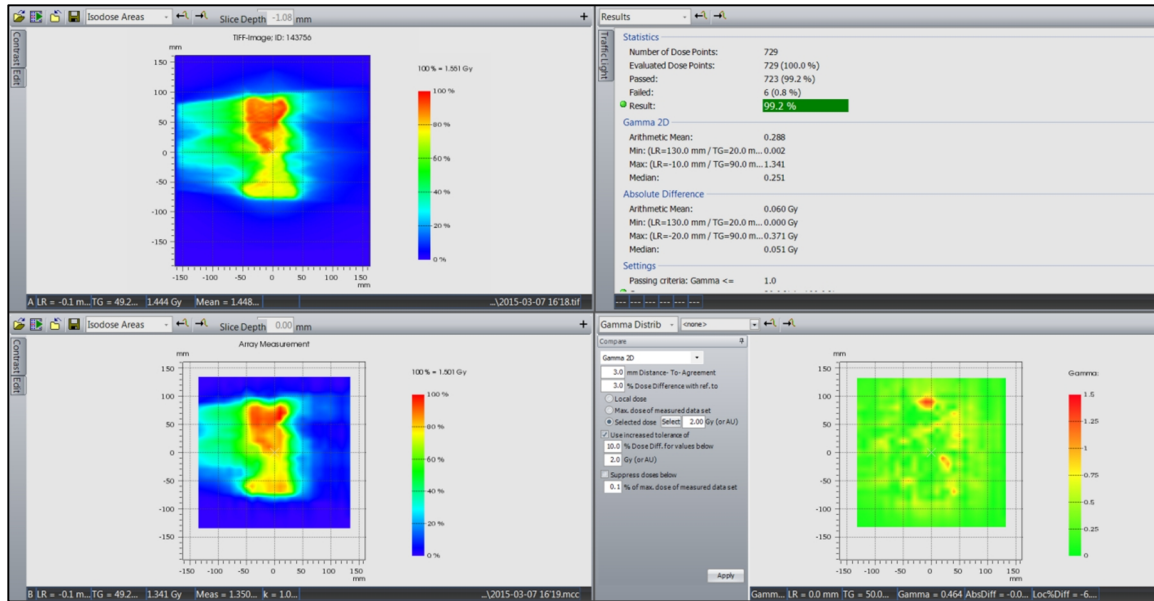 Isodose Areas
Slice Depth -1.08 mm
Contrast Edit
TIFF-Image; ID: 143756
mm
100 % = 1.551 Gy
150
100
50
0
-50
-100
-150
-150 -100 -50 0 50 100 150
mm
100 %
80 %
60 %
40 %
20 %
0 %
A LR = -0.1 m... TG = 49.2... 1.444 Gy Mean = 1.448... ...\2015-03-07 16'18.tif
Results
TrafficLight
Statistics
Number of Dose Points: 729
Evaluated Dose Points: 729 (100.0 %)
Passed: 723 (99.2 %)
Failed: 6 (0.8 %)
Result: 99.2 %
Gamma 2D
Arithmetic Mean: 0.288
Min: (LR=130.0 mm / TG=20.0 m... 0.002
Max: (LR=-10.0 mm / TG=90.0 m... 1.341
Median: 0.251
Absolute Difference
Arithmetic Mean: 0.060 Gy
Min: (LR=130.0 mm / TG=20.0 m... 0.000 Gy
Max: (LR=-20.0 mm / TG=90.0 m... 0.371 Gy
Median: 0.051 Gy
Settings
Passing criteria: Gamma <= 1.0
--- --- --- --- --- ---
Isodose Areas
Slice Depth 0.00 mm
Contrast Edit
Array Measurement
mm
100 % = 1.501 Gy
150
100
50
0
-50
-100
-150
-150 -100 -50 0 50 100 150
mm
100 %
80 %
60 %
40 %
20 %
0 %
B LR = -0.1 m... TG = 49.2... 1.341 Gy Meas = 1.350... k = 1.0... ...\2015-03-07 16'19.mcc
Gamma Distrib <none>
Compare
Gamma 2D
3.0 mm Distance-To-Agreement
3.0 % Dose Difference with ref. to
Local dose
Max. dose of measured data set
Selected dose Select 2.00 Gy (or AU)
Use increased tolerance of
10.0 % Dose Diff. for values below
2.0 Gy (or AU)
Suppress doses below
0.1 % of max. dose of measured data set
Apply
mm
Gamma:
150
100
50
0
-50
-100
-150
-150 -100 -50 0 50 100 150
mm
1.5
1.25
1
0.75
0.5
0.25
0
Gamm... LR = 0.0 mm TG = 50.0... Gamma = 0.464 AbsDiff = -0.0... Loc%Diff = -6....